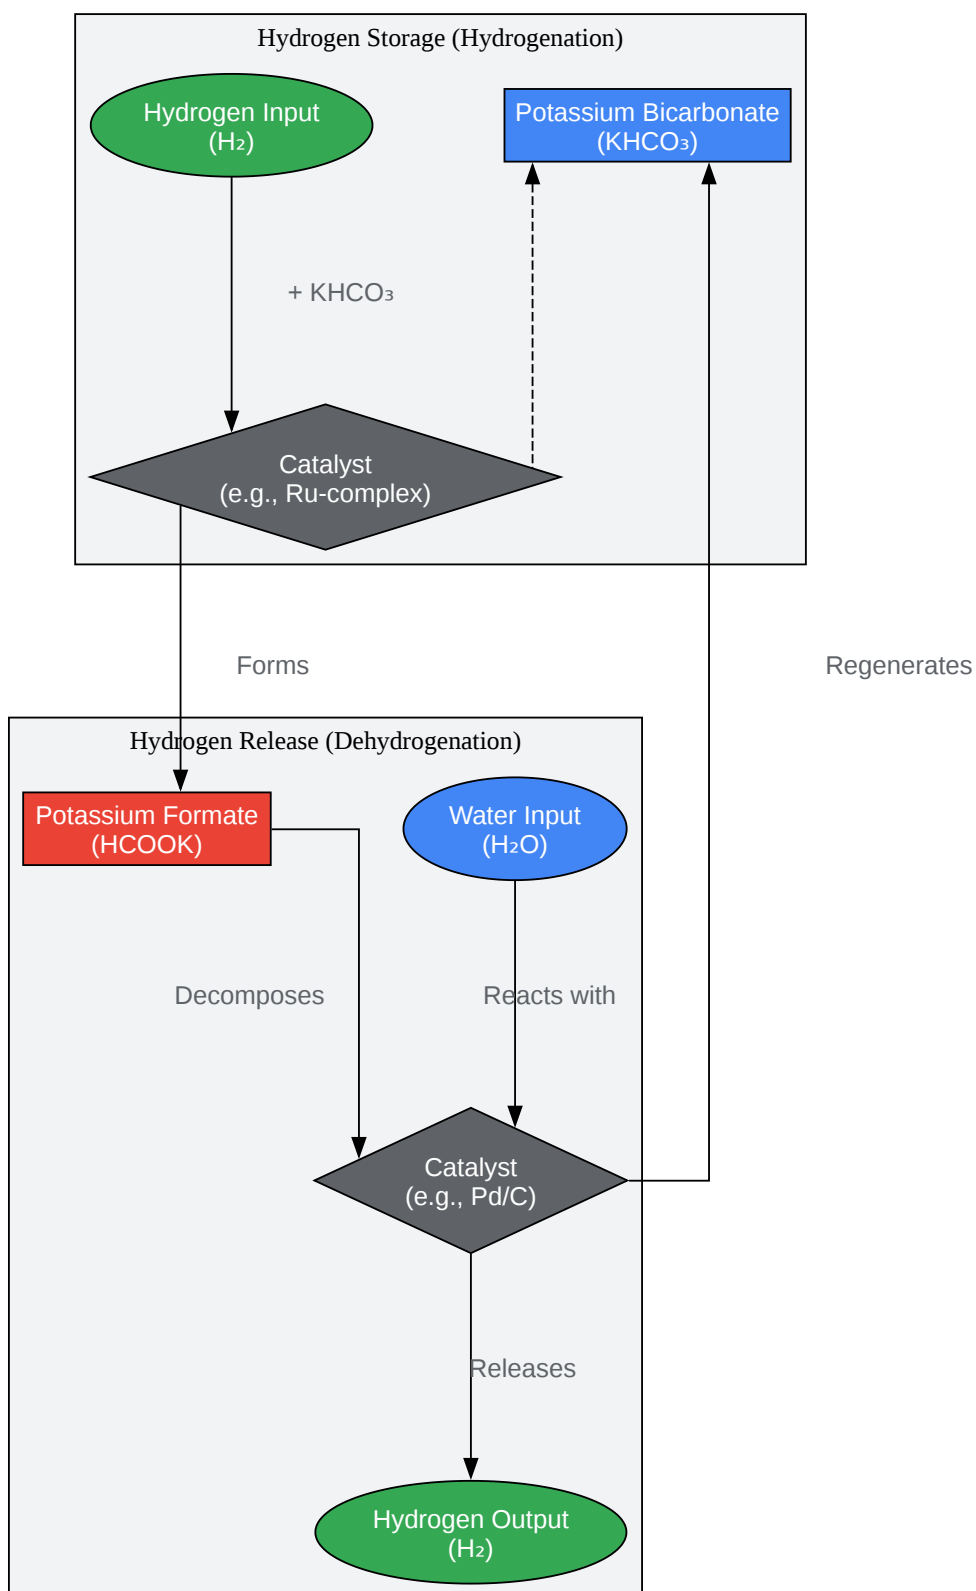 Hydrogen Storage (Hydrogenation)
Hydrogen Input
(H₂)
Potassium Bicarbonate
(KHCO₃)
+ KHCO₃
Catalyst
(e.g., Ru-complex)
Forms
Regenerates
Hydrogen Release (Dehydrogenation)
Potassium Formate
(HCOOK)
Water Input
(H₂O)
Decomposes
Reacts with
Catalyst
(e.g., Pd/C)
Releases
Hydrogen Output
(H₂)